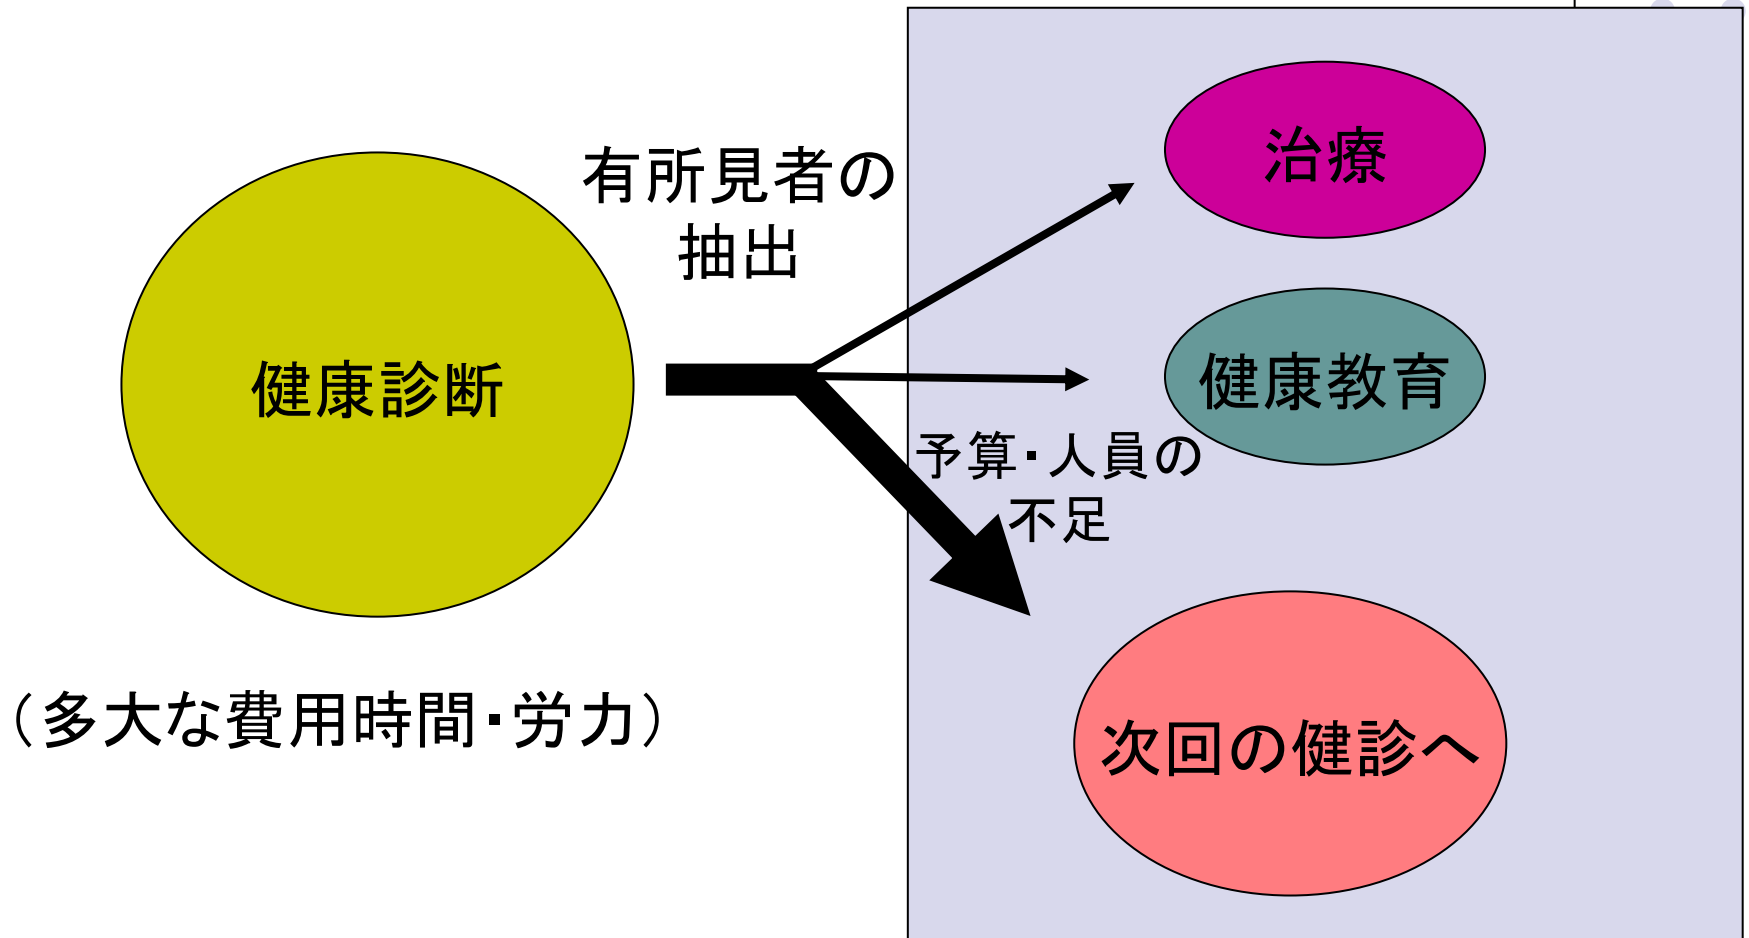 健康診断
(多大な費用時間・労力)
有所見者の
抽出
治療
健康教育
予算・人員の
不足
次回の健診へ